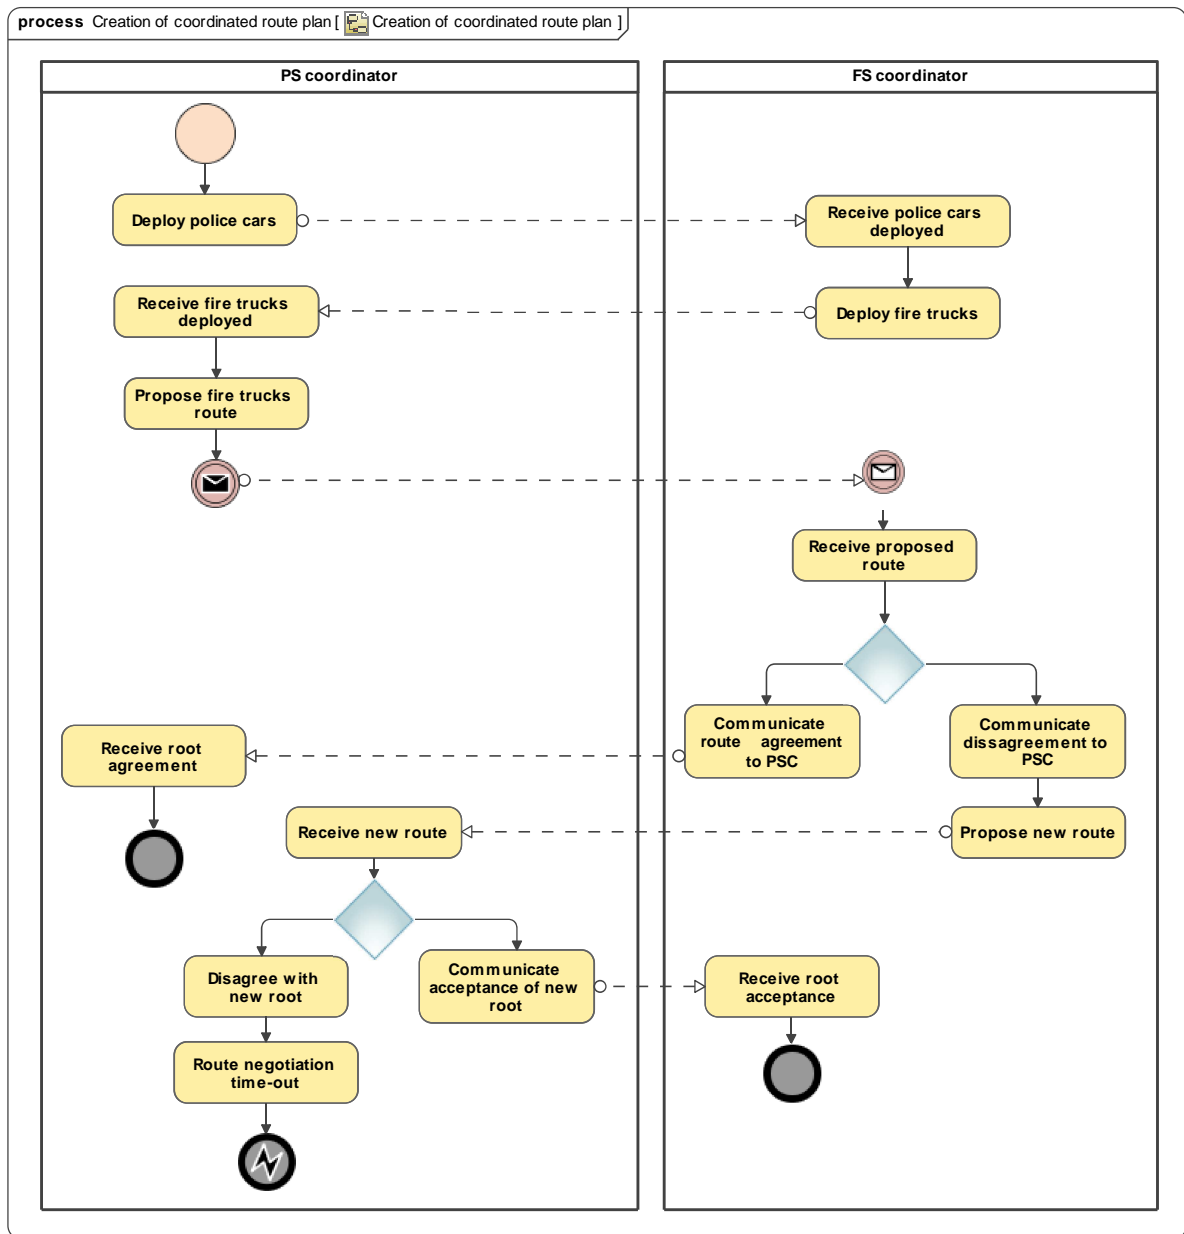 process Creation of coordinated route plan [ Creation of coordinated route plan ]
PS coordinator
FS coordinator
Deploy police cars
Receive police cars
deployed
Receive fire trucks
deployed
Deploy fire trucks
Propose fire trucks
route
Receive proposed
route
Communicate
route agreement
to PSC
Communicate
dissagreement to
PSC
Receive root
agreement
Receive new route
Propose new route
Disagree with
new root
Communicate
acceptance of new
root
Receive root
acceptance
Route negotiation
time-out